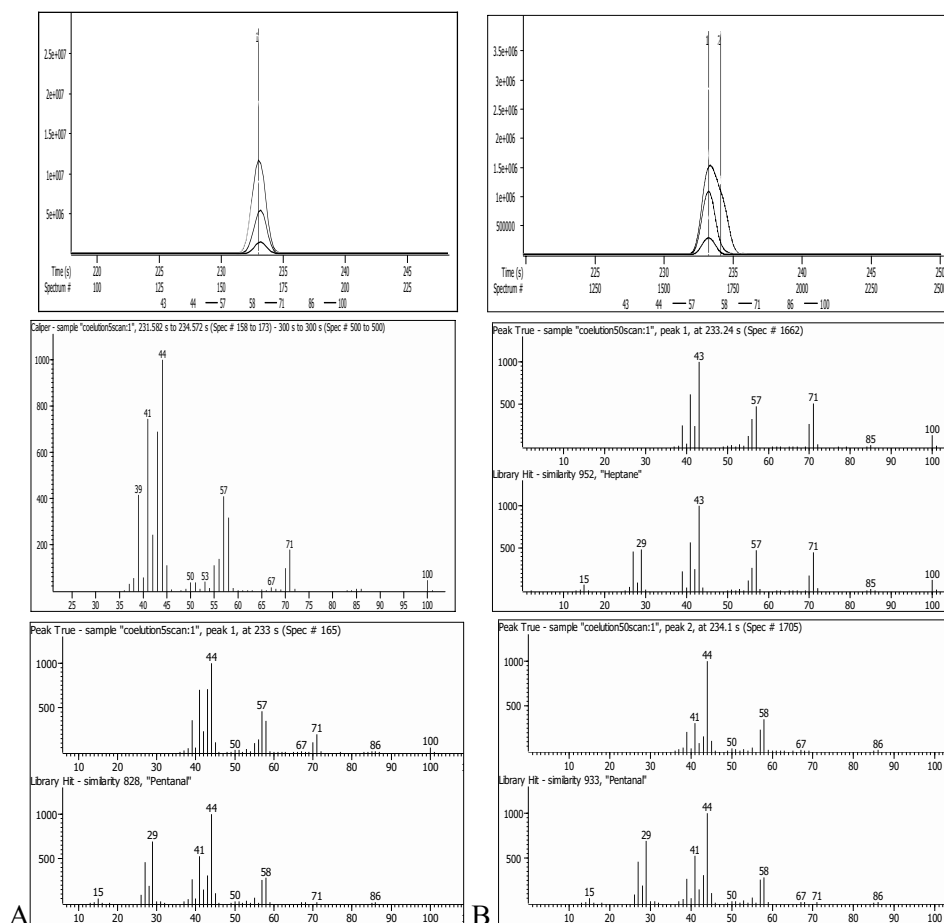 2.5e+007
2e+007
1.5e+007
1e+007
5e+006
1
Time (s) 220 225 230 235 240 245
Spectrum # 100 125 150 175 200 225
43 44 57 58 71 86 100
Caliper - sample "coelution5scan:1", 231.582 s to 234.572 s (Spec # 158 to 173) - 300 s to 300 s (Spec # 500 to 500)
1000
800
600
400
200
39 41 44 50 53 57 67 71 100
25 30 35 40 45 50 55 60 65 70 75 80 85 90 95 100
Peak True - sample "coelution5scan:1", peak 1, at 233 s (Spec # 165)
1000
500
44 50 57 67 71 86 100
10 20 30 40 50 60 70 80 90 100
Library Hit - similarity 828, "Pentanal"
1000
500
15 29 41 44 50 58 71 86
10 20 30 40 50 60 70 80 90 100
A
3.5e+006
3e+006
2.5e+006
2e+006
1.5e+006
1e+006
500000
1 2
Time (s) 225 230 235 240 245 250
Spectrum # 1250 1500 1750 2000 2250 2500
43 44 57 58 71 86 100
Peak True - sample "coelution50scan:1", peak 1, at 233.24 s (Spec # 1662)
1000
500
43 57 71 85 100
10 20 30 40 50 60 70 80 90 100
Library Hit - similarity 952, "Heptane"
1000
500
15 29 43 57 71 85 100
10 20 30 40 50 60 70 80 90 100
Peak True - sample "coelution50scan:1", peak 2, at 234.1 s (Spec # 1705)
1000
500
41 44 50 58 67 86
10 20 30 40 50 60 70 80 90 100
Library Hit - similarity 933, "Pentanal"
1000
500
15 29 41 44 50 58 67 71 86
10 20 30 40 50 60 70 80 90 100
B